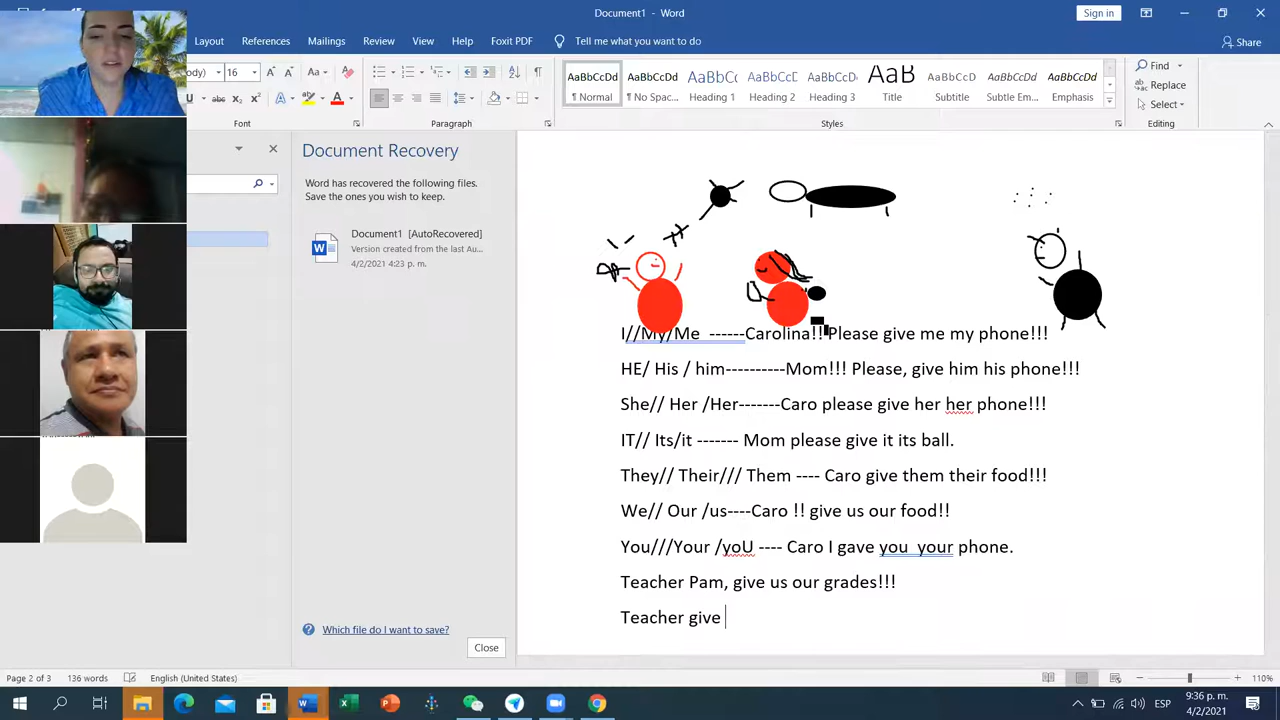 Document1 - Word
Sign in
Layout References Mailings Review View Help Foxit PDF Tell me what you want to do Share
16 Aa AaBbCcDd AaBbCcDd AaBbCc AaBbCcD AaBbCcD AaB AaBbCcD AaBbCcDd AaBbCcDd Find
¶ Normal ¶ No Spac... Heading 1 Heading 2 Heading 3 Title Subtitle Subtle Em... Emphasis Replace
Select
Font Paragraph Styles Editing
Document Recovery
Word has recovered the following files.
Save the ones you wish to keep.
Document1 [AutoRecovered]
Version created from the last Au...
4/2/2021 4:23 p. m.
I//My/Me ------Carolina!! Please give me my phone!!!
HE/ His / him----------Mom!!! Please, give him his phone!!!
She// Her /Her-------Caro please give her her phone!!!
IT// Its/it ------- Mom please give it its ball.
They// Their/// Them ---- Caro give them their food!!!
We// Our /us----Caro !! give us our food!!
You///Your /yoU ---- Caro I gave you your phone.
Teacher Pam, give us our grades!!!
Teacher give
Which file do I want to save?
Close
Page 2 of 3 136 words English (United States) 110%
ESP
9:36 p. m.
4/2/2021